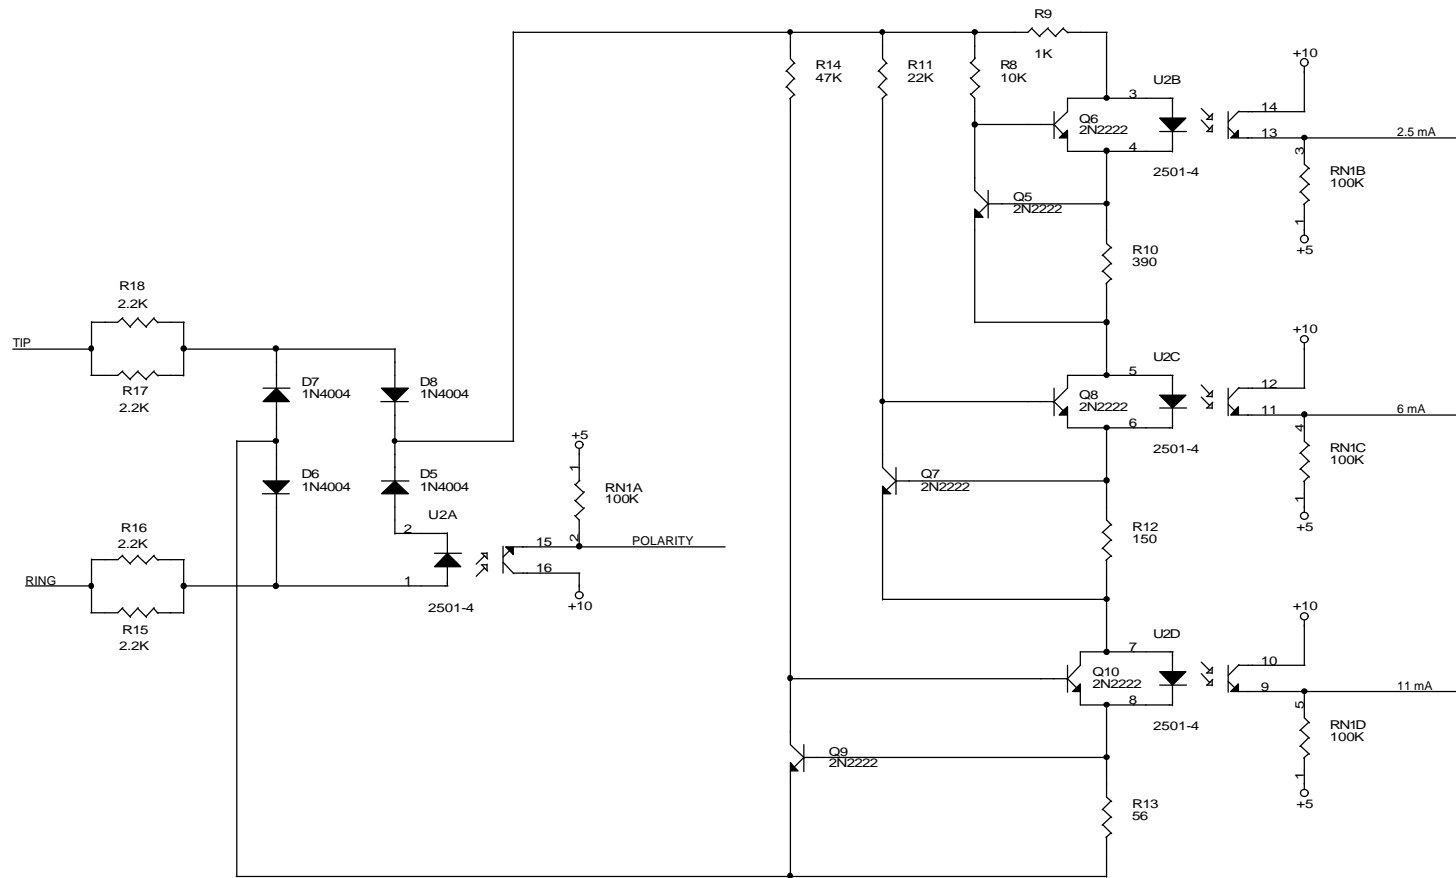 R9
1K
R14
47K
R11
22K
R8
10K
+10
U2B
3
14
Q6
2N2222
13
2.5 mA
4
3
2501-4
RN1B
100K
Q5
2N2222
1
+5
R10
390
R18
2.2K
TIP
R17
2.2K
D7
1N4004
D8
1N4004
+10
U2C
5
12
Q8
2N2222
11
6 mA
6
4
2501-4
RN1C
100K
+5
1
D6
1N4004
D5
1N4004
RN1A
100K
Q7
2N2222
1
+5
U2A
2
R16
2.2K
R12
150
15
2
POLARITY
16
RING
1
2501-4
+10
R15
2.2K
+10
U2D
7
10
Q10
2N2222
9
11 mA
8
5
2501-4
RN1D
100K
Q9
2N2222
1
+5
R13
56